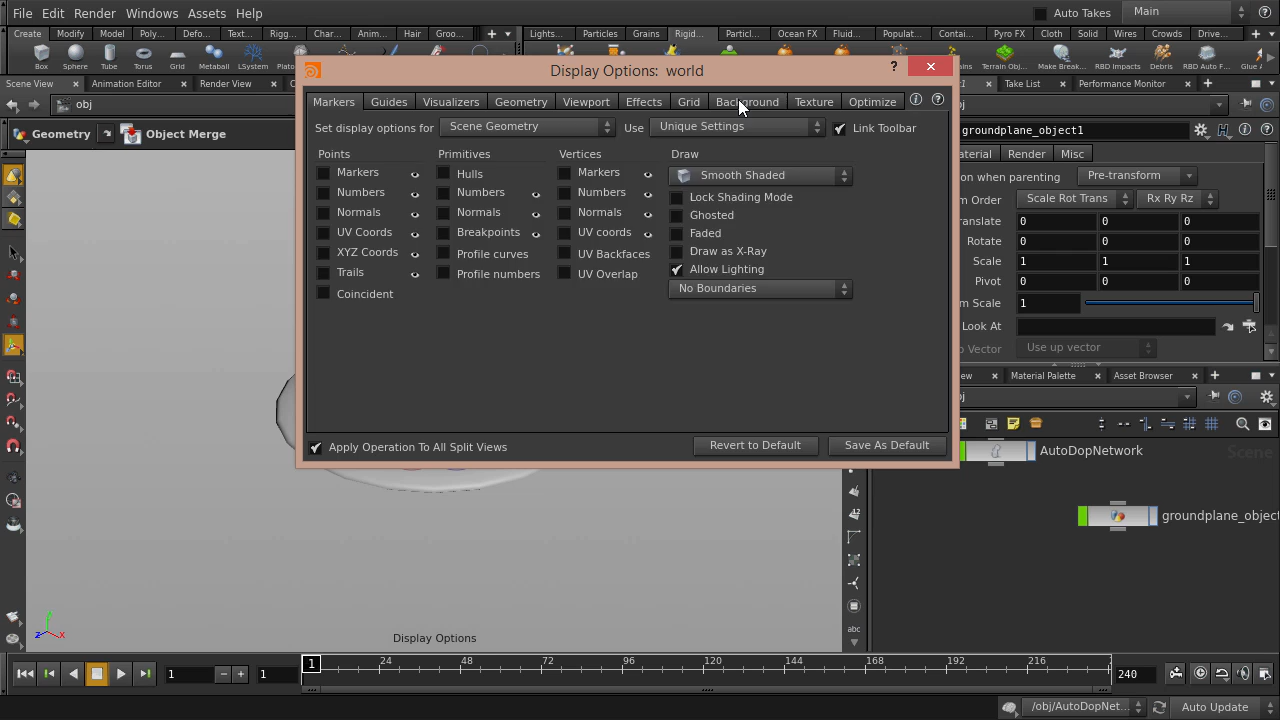 File Edit Render Windows Assets Help Auto Takes Main
Create Modify Model Poly... Defo... Text... Rigg... Char... Anim... Hair Groo... Lights... Particles Grains Rigid... Particl... Ocean FX Fluid... Populat... Contai... Pyro FX Cloth Solid Wires Crowds Drive...
Box Sphere Tube Torus Grid Metaball LSystem Terrain Obj... Make Break... RBD Impacts Debris RBD Auto F... Glue
Scene View Animation Editor Render View Take List Performance Monitor
obj
Geometry Object Merge
Display Options: world
Markers Guides Visualizers Geometry Viewport Effects Grid Background Texture Optimize
Set display options for Scene Geometry Use Unique Settings Link Toolbar
Points Primitives Vertices Draw
Markers Hulls Markers Smooth Shaded
Numbers Numbers Numbers Lock Shading Mode
Normals Normals Normals Ghosted
UV Coords Breakpoints UV coords Faded
XYZ Coords Profile curves UV Backfaces Draw as X-Ray
Trails Profile numbers UV Overlap Allow Lighting
Coincident No Boundaries
Apply Operation To All Split Views Revert to Default Save As Default
groundplane_object1
aterial Render Misc
on when parenting Pre-transform
m Order Scale Rot Trans Rx Ry Rz
anslate 0 0 0
Rotate 0 0 0
Scale 1 1 1
Pivot 0 0 0
m Scale 1
Look At
p Vector Use up vector
ew Material Palette Asset Browser
bj
AutoDopNetwork Scene
groundplane_object
abc
Display Options
1 1 1 24 48 72 96 120 144 168 192 216 2 240
/obj/AutoDopNet... Auto Update